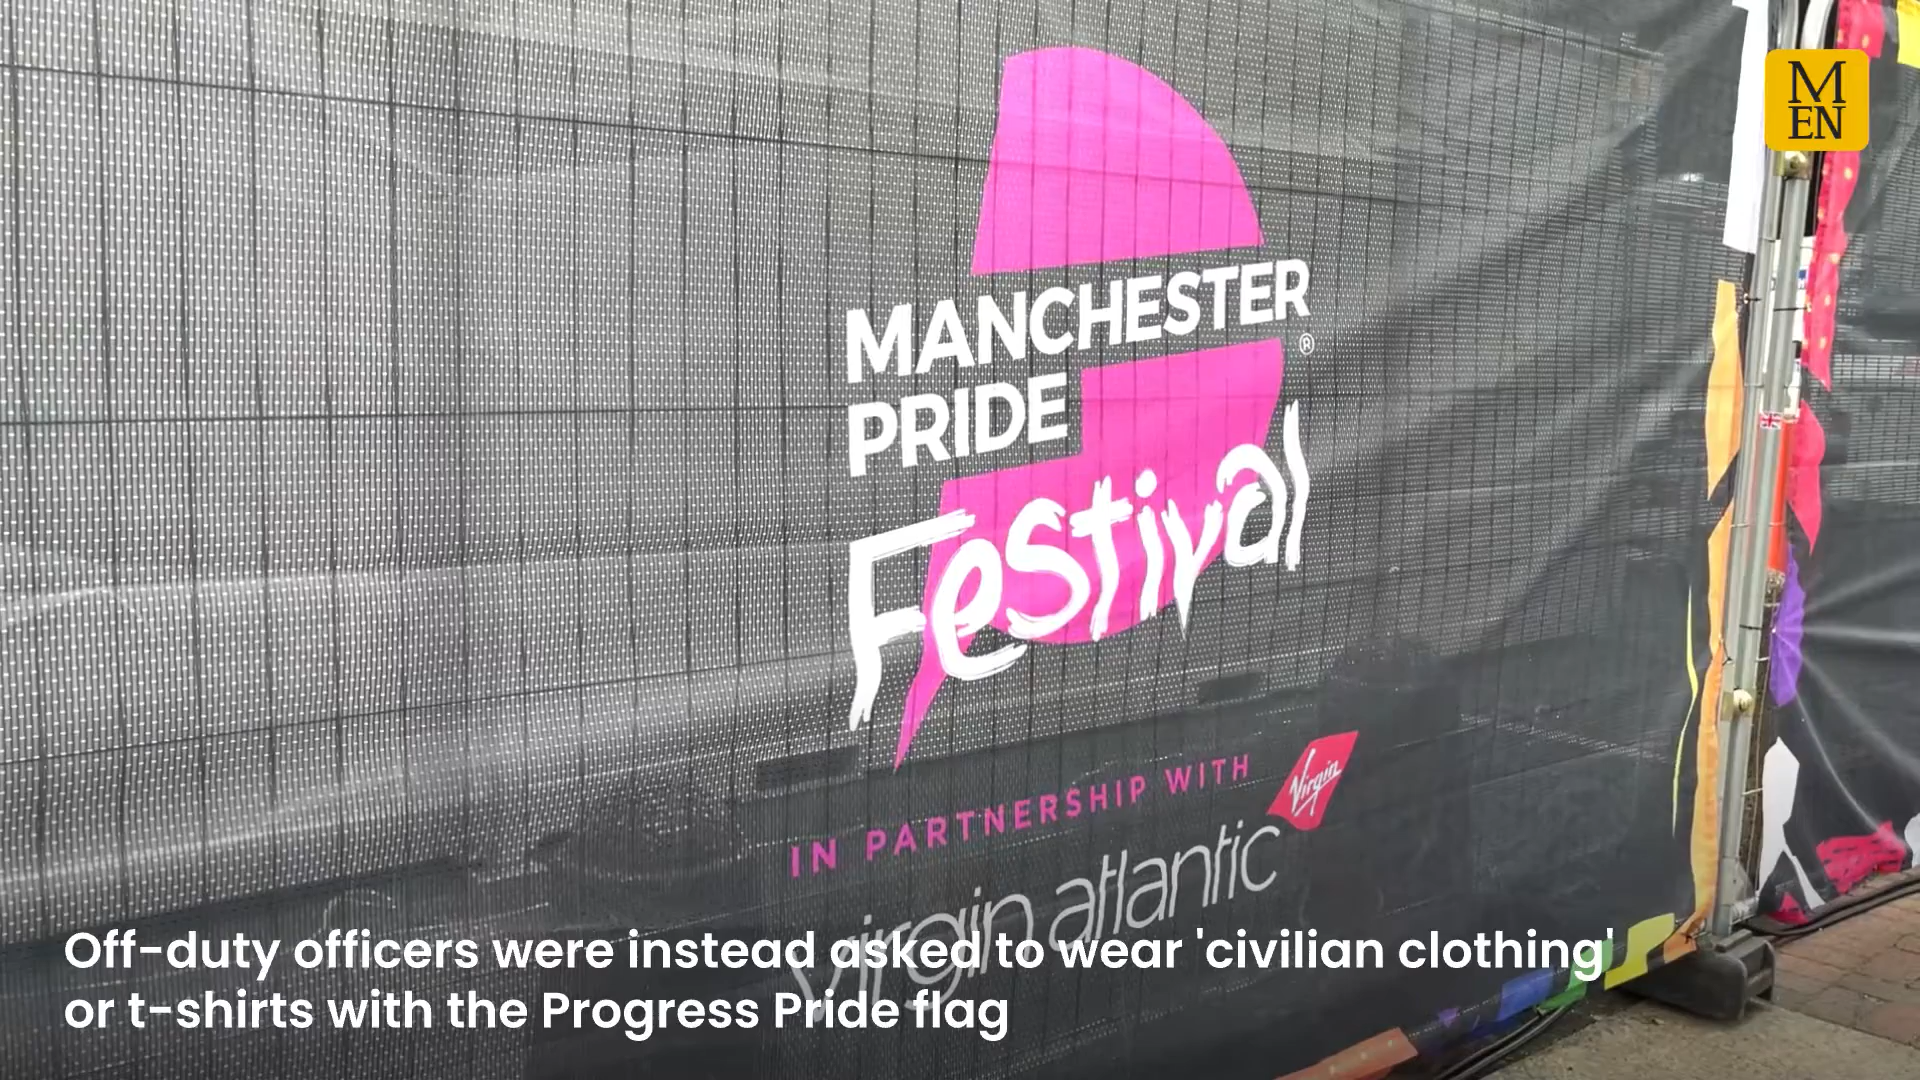 M
EN
MANCHESTER
PRIDE ®
Festival
IN PARTNERSHIP WITH
Virgin
virgin atlantic
Off-duty officers were instead asked to wear 'civilian clothing'
or t-shirts with the Progress Pride flag